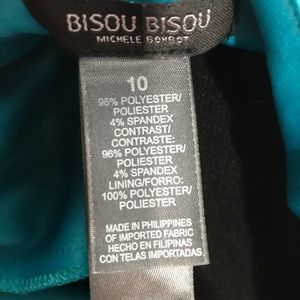 BISOU BISOU
MICHELE BOHBOT
10
96% POLYESTER/
POLIESTER
4% SPANDEX
CONTRAST/
CONTRASTE:
96% POLYESTER/
POLIESTER
4% SPANDEX
LINING/FORRO:
100% POLYESTER/
POLIESTER
MADE IN PHILIPPINES
OF IMPORTED FABRIC
HECHO EN FILIPINAS
CON TELAS IMPORTADAS